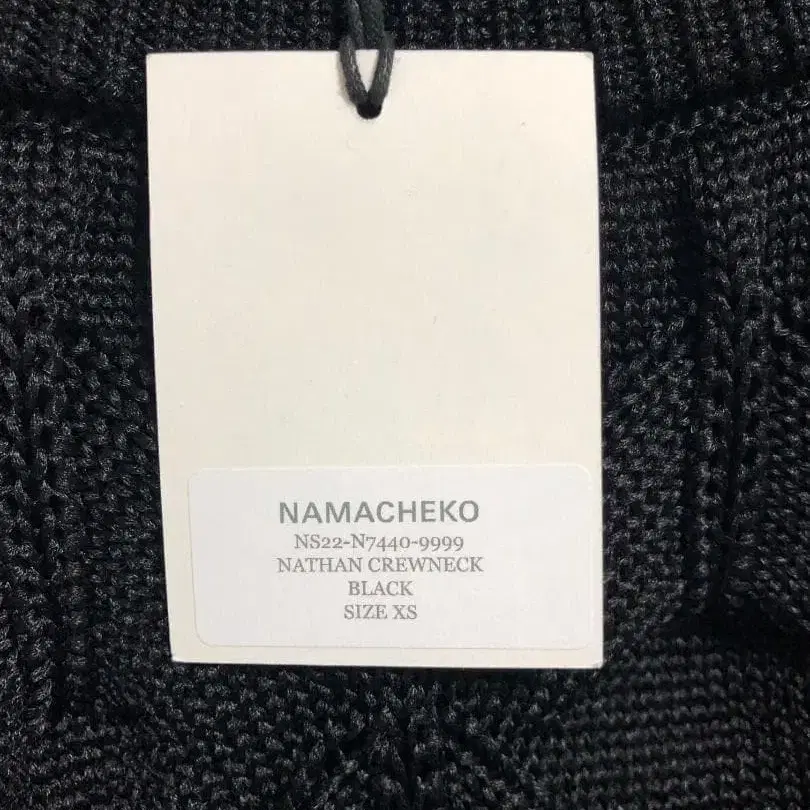 NAMACHEKO
NS22-N7440-9999
NATHAN CREWNECK
BLACK
SIZE XS